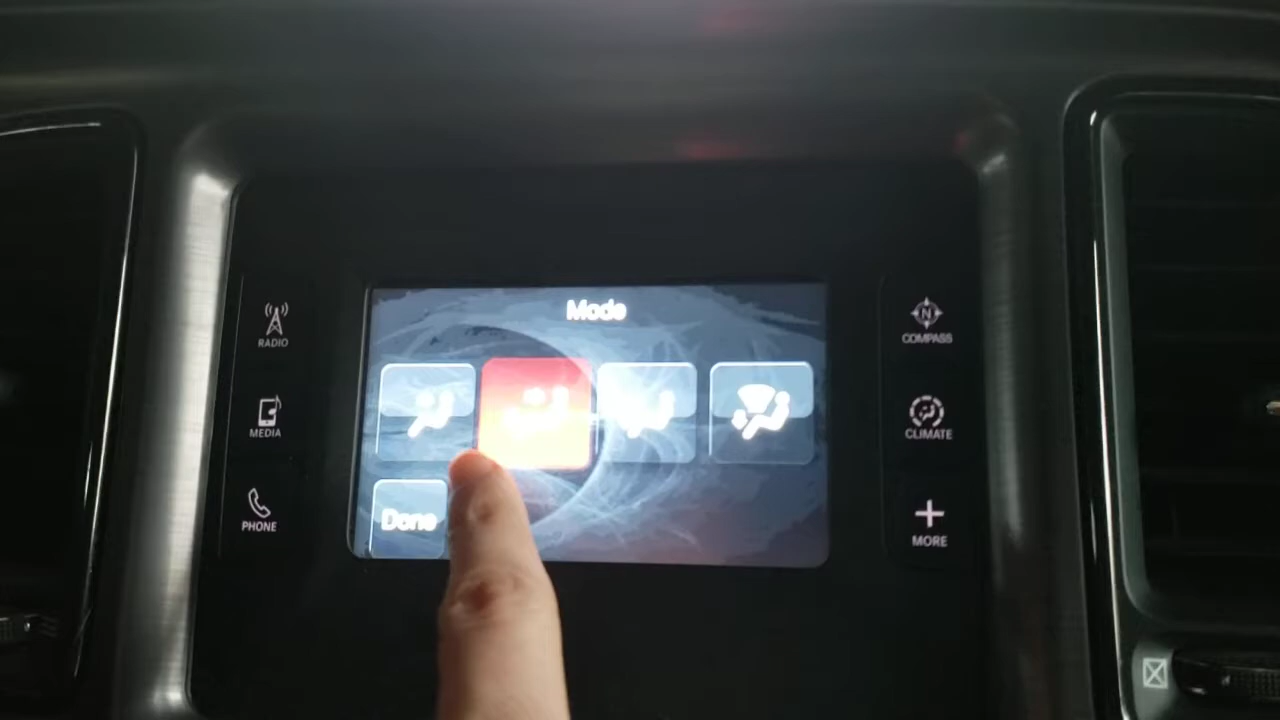 Mode
RADIO
N
COMPASS
MEDIA
CLIMATE
Done
PHONE
MORE